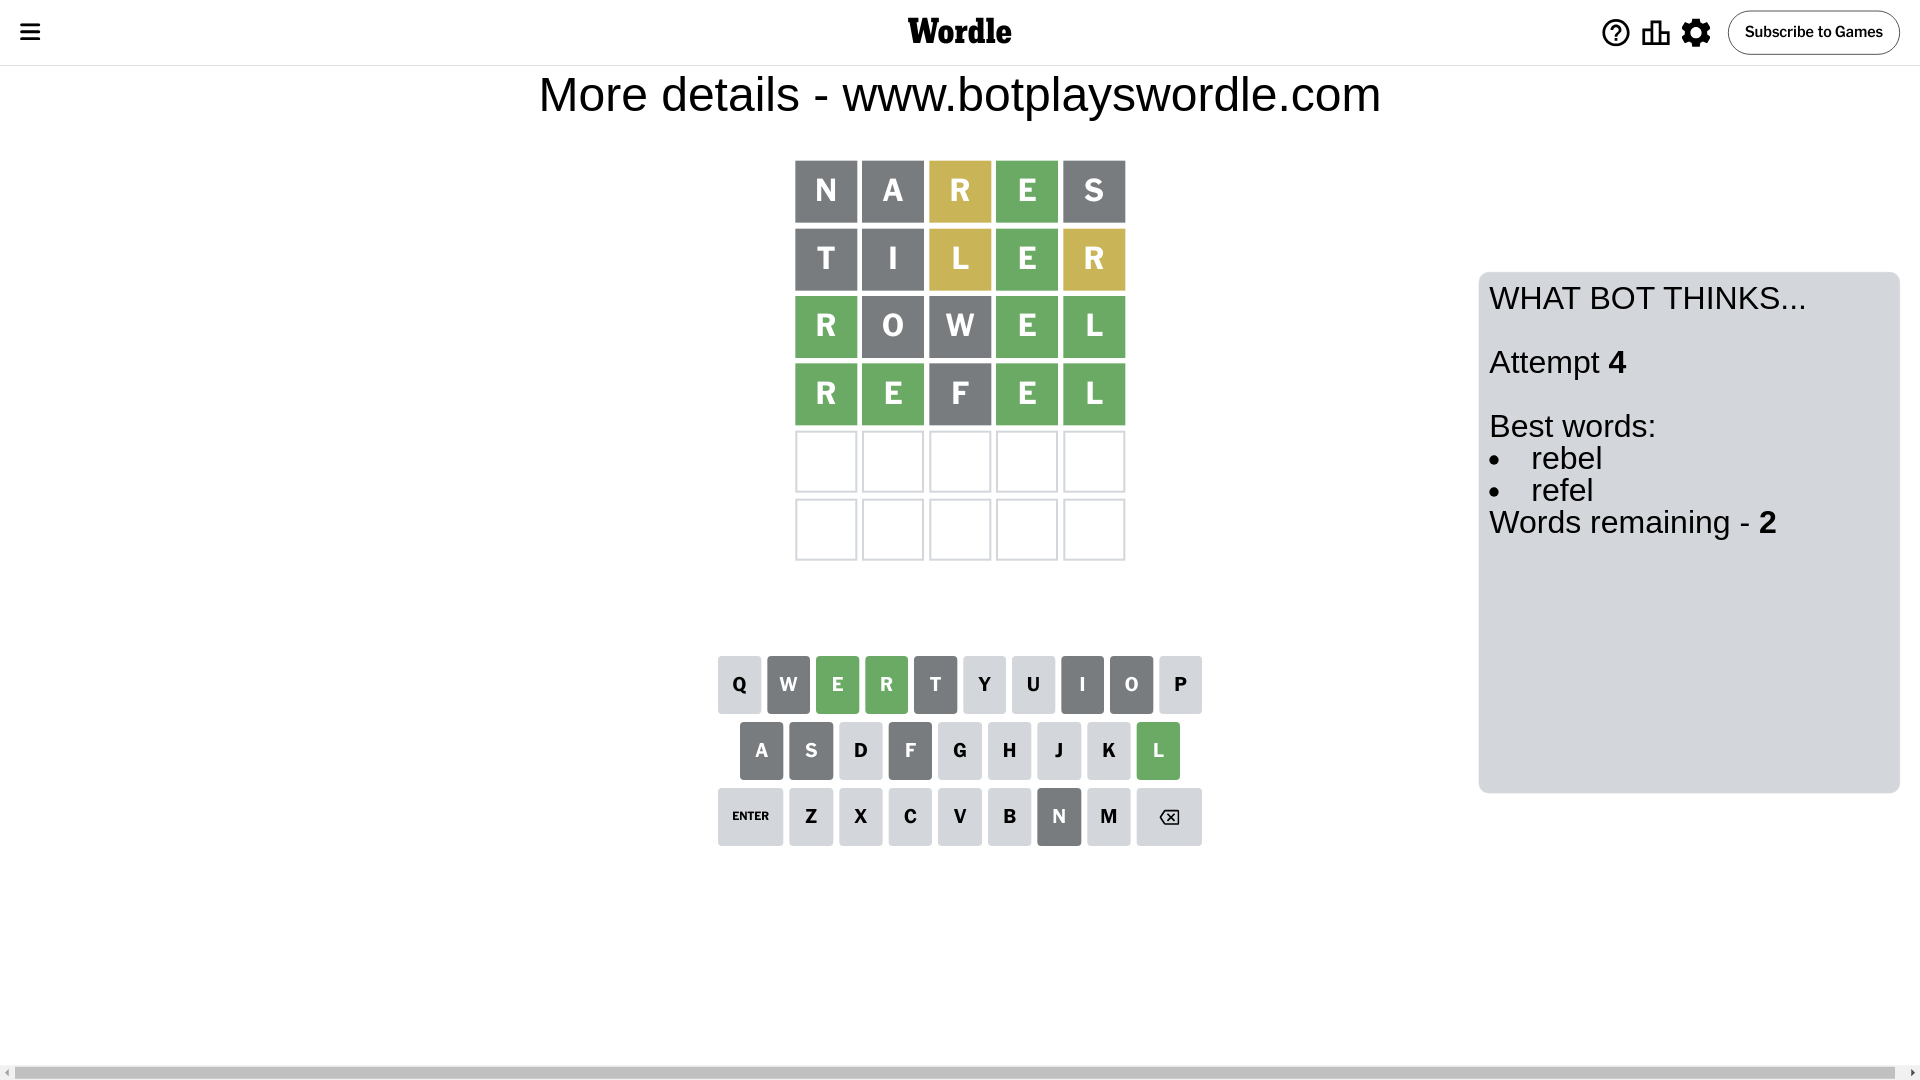 Wordle
Subscribe to Games
More details - www.botplayswordle.com
N A R E S
T I L E R
R O W E L
R E F E L
WHAT BOT THINKS...
Attempt 4
Best words:
• rebel
• refel
Words remaining - 2
Q W E R T Y U I O P
A S D F G H J K L
ENTER Z X C V B N M